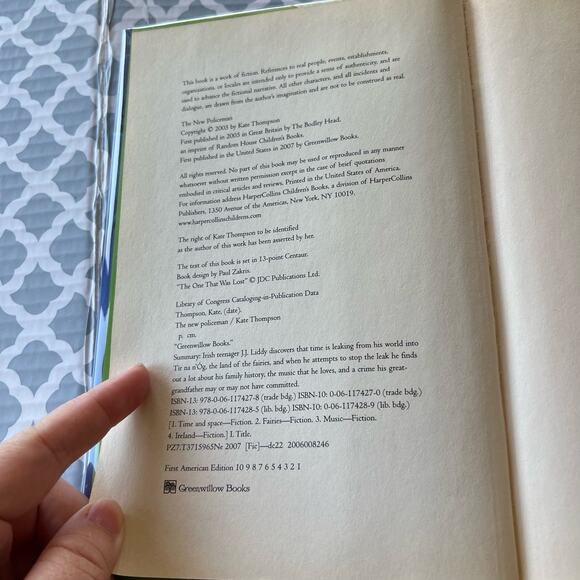 This book is a work of fiction. References to real people, events, establishments,
organizations, or locales are intended only to provide a sense of authenticity, and are
used to advance the fictional narrative. All other characters, and all incidents and
dialogue, are drawn from the author's imagination and are not to be construed as real.
The New Policeman
Copyright © 2005 by Kate Thompson
First published in 2005 in Great Britain by The Bodley Head,
an imprint of Random House Children's Books.
First published in the United States in 2007 by Greenwillow Books.
All rights reserved. No part of this book may be used or reproduced in any manner
whatsoever without written permission except in the case of brief quotations
embodied in critical articles and reviews. Printed in the United States of America.
For information address HarperCollins Children's Books, a division of HarperCollins
Publishers, 1350 Avenue of the Americas, New York, NY 10019.
www.harpercollinschildrens.com
The right of Kate Thompson to be identified
as the author of this work has been asserted by her.
The text of this book is set in 13-point Centaur.
Book design by Paul Zakris.
"The One That Was Lost" © JDC Publications Ltd.
Library of Congress Cataloging-in-Publication Data
Thompson, Kate, (date).
The new policeman / Kate Thompson
p. cm.
"Greenwillow Books."
Summary: Irish teenager J.J. Liddy discovers that time is leaking from his world into
Tir na n'Óg, the land of the fairies, and when he attempts to stop the leak he finds
out a lot about his family history, the music that he loves, and a crime his great-
grandfather may or may not have committed.
ISBN-13: 978-0-06-117427-8 (trade bdg.) ISBN-10: 0-06-117427-0 (trade bdg.)
ISBN-13: 978-0-06-117428-5 (lib. bdg.) ISBN-10: 0-06-117428-9 (lib. bdg.)
[1. Time and space—Fiction. 2. Fairies—Fiction. 3. Music—Fiction.
4. Ireland—Fiction.] I. Title.
PZ7.T3715965Ne 2007 [Fic]—dc22 2006008246
First American Edition 10 9 8 7 6 5 4 3 2 1
Greenwillow Books